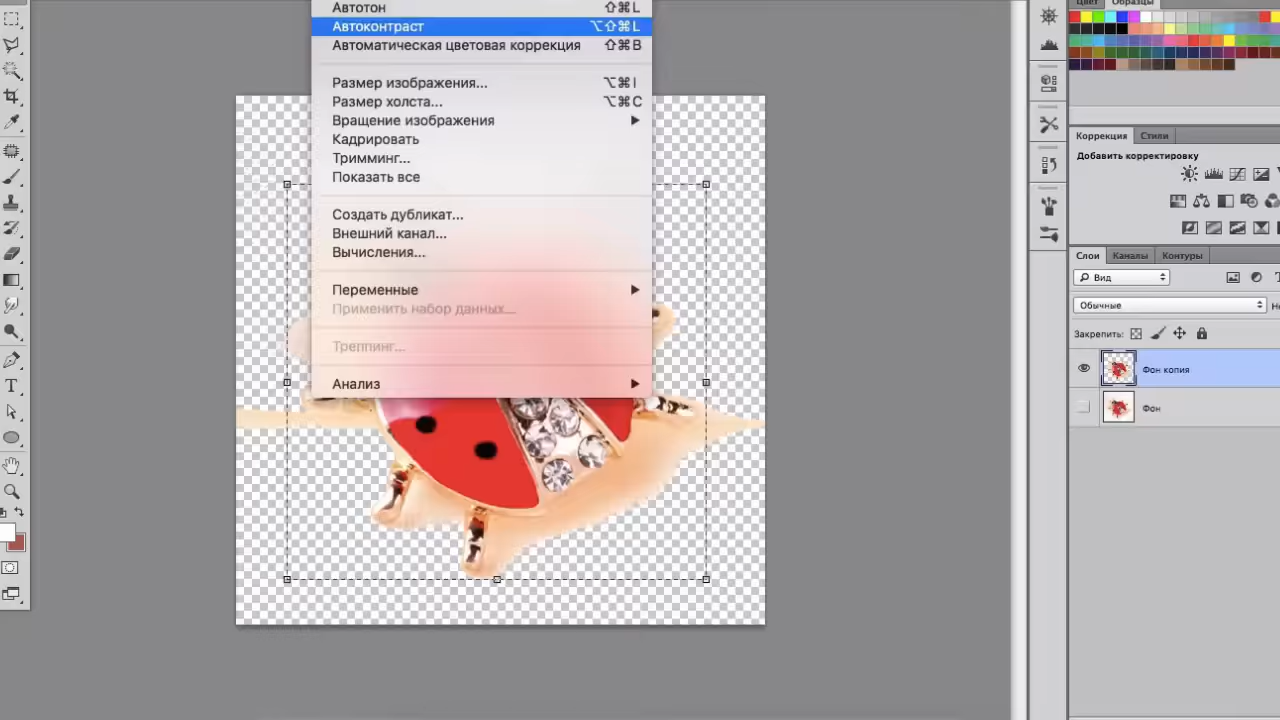 Автотон ⇧⌘L
Автоконтраст ⌥⇧⌘L
Автоматическая цветовая коррекция ⇧⌘B
Размер изображения... ⌥⌘I
Размер холста... ⌥⌘C
Вращение изображения
Кадрировать
Тримминг...
Показать все
Создать дубликат...
Внешний канал...
Вычисления...
Переменные
Применить набор данных...
Треппинг...
Анализ
Цвет Образцы
Коррекция Стили
Добавить корректировку
Слои Каналы Контуры
Вид
Обычные
Закрепить:
Фон копия
Фон